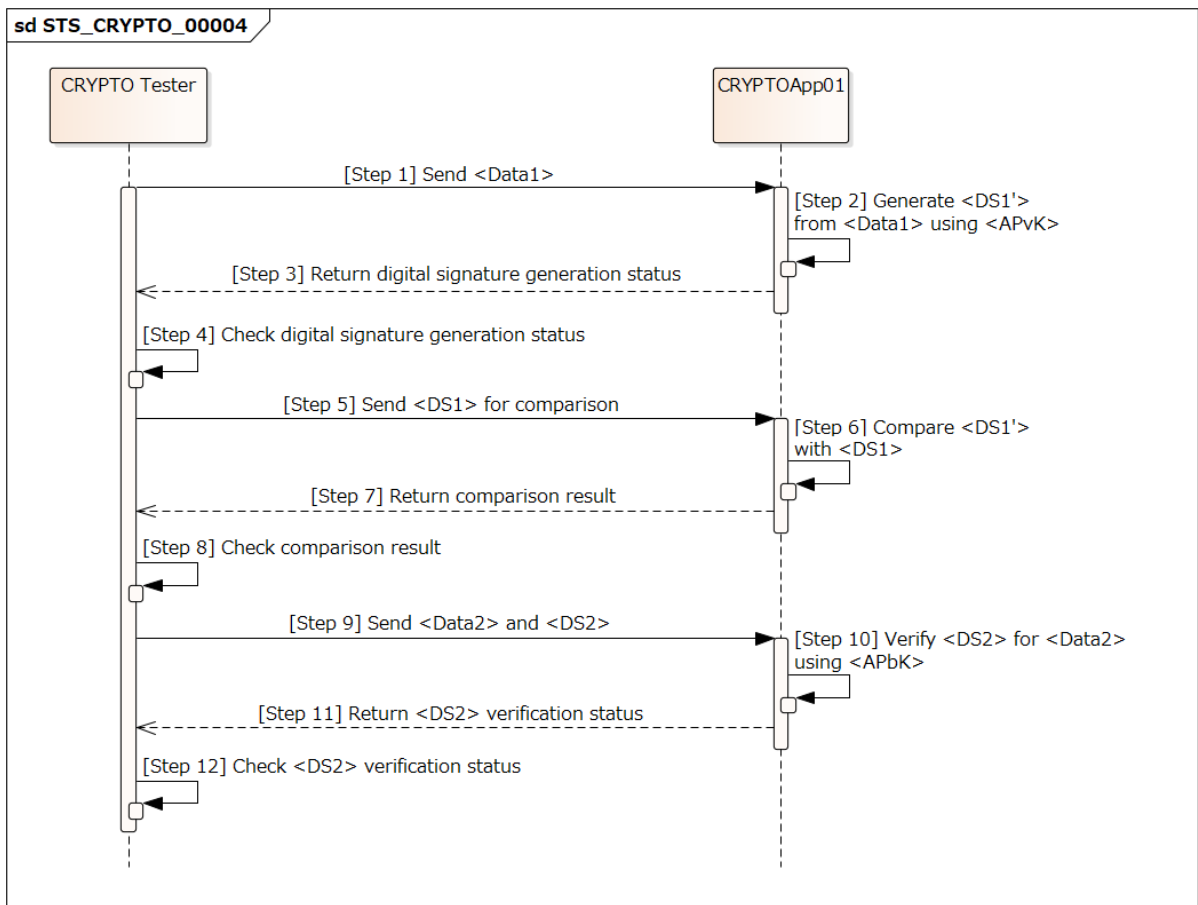 sd STS_CRYPTO_00004
CRYPTO Tester
CRYPTOApp01
[Step 1] Send <Data1>
[Step 2] Generate <DS1'>
from <Data1> using <APvK>
[Step 3] Return digital signature generation status
[Step 4] Check digital signature generation status
[Step 5] Send <DS1> for comparison
[Step 6] Compare <DS1'>
with <DS1>
[Step 7] Return comparison result
[Step 8] Check comparison result
[Step 9] Send <Data2> and <DS2>
[Step 10] Verify <DS2> for <Data2>
using <APbK>
[Step 11] Return <DS2> verification status
[Step 12] Check <DS2> verification status